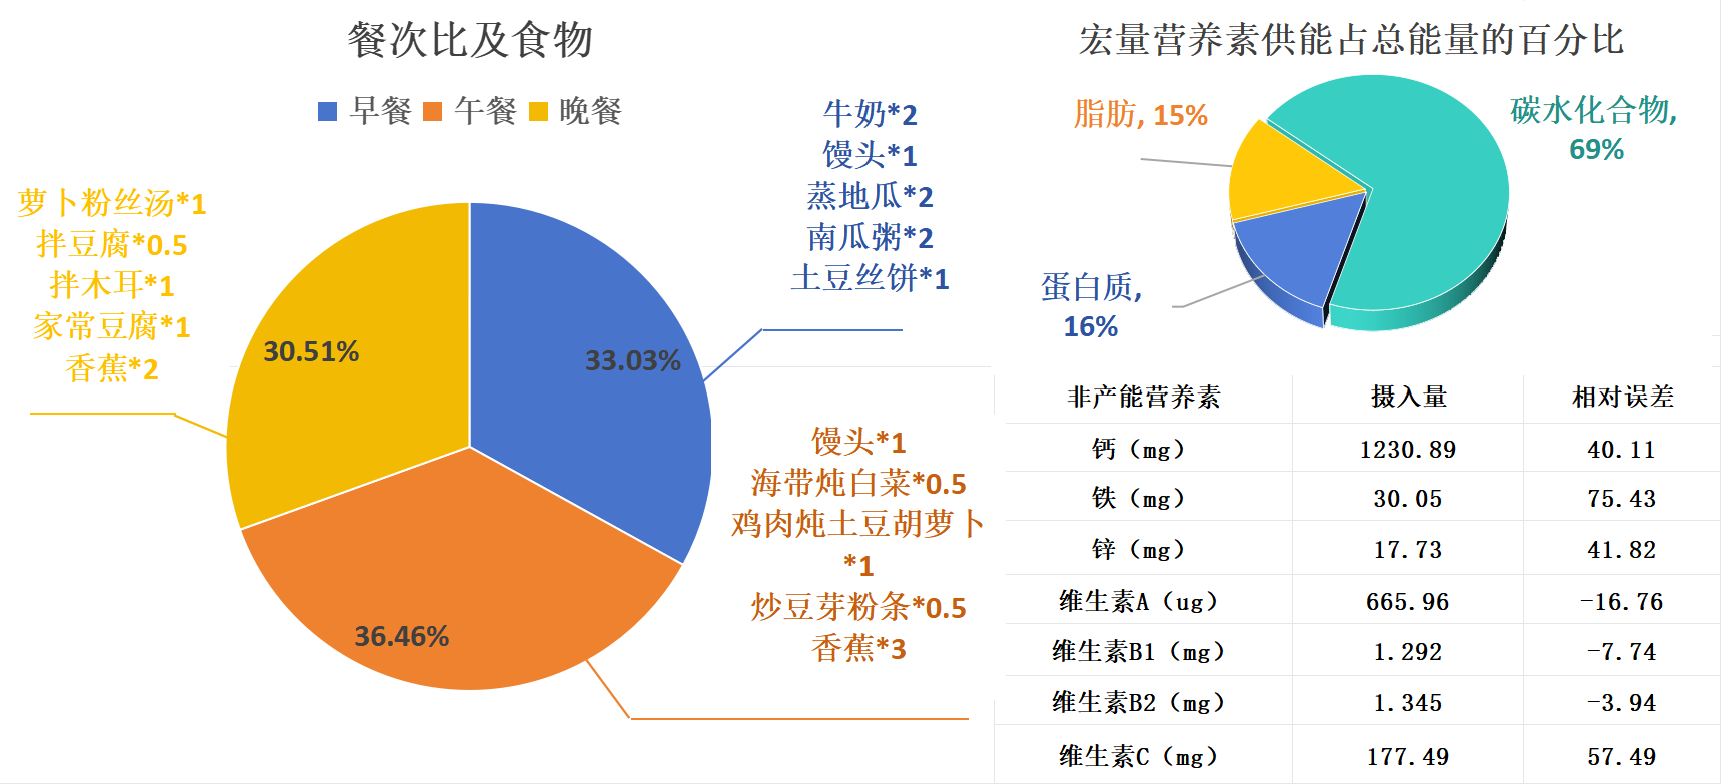 餐次比及食物
早餐 午餐 晚餐
牛奶*2
馒头*1
蒸地瓜*2
南瓜粥*2
土豆丝饼*1
萝卜粉丝汤*1
拌豆腐*0.5
拌木耳*1
家常豆腐*1
香蕉*2
30.51%
33.03%
36.46%
馒头*1
海带炖白菜*0.5
鸡肉炖土豆胡萝卜
*1
炒豆芽粉条*0.5
香蕉*3
宏量营养素供能占总能量的百分比
脂肪, 15%
碳水化合物,
69%
蛋白质,
16%
非产能营养素 摄入量 相对误差
钙（mg） 1230.89 40.11
铁（mg） 30.05 75.43
锌（mg） 17.73 41.82
维生素A（ug） 665.96 -16.76
维生素B1（mg） 1.292 -7.74
维生素B2（mg） 1.345 -3.94
维生素C（mg） 177.49 57.49